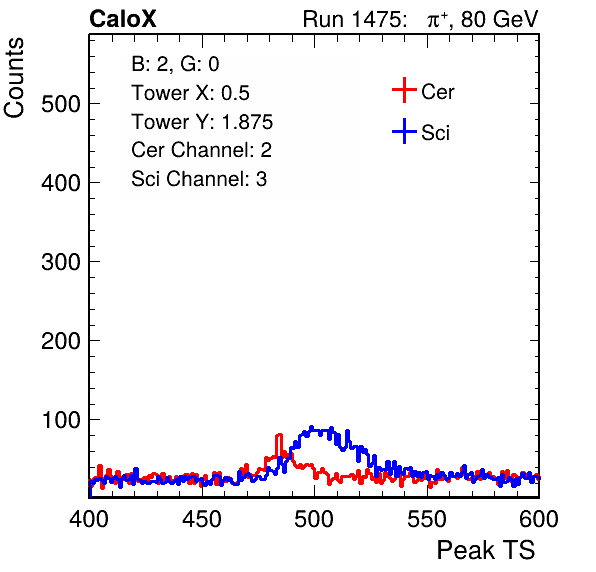 CaloX
Run 1475: π⁺, 80 GeV
Counts
B: 2, G: 0
Tower X: 0.5
Tower Y: 1.875
Cer Channel: 2
Sci Channel: 3
Cer
Sci
500
400
300
200
100
400 450 500 550 600
Peak TS